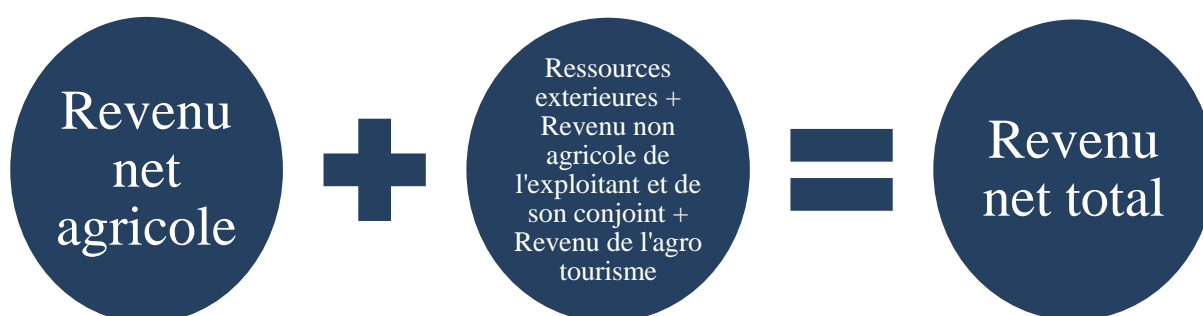 Revenu
net
agricole
Ressources
exterieures +
Revenu non
agricole de
l'exploitant et de
son conjoint +
Revenu de l'agro
tourisme
Revenu
net total